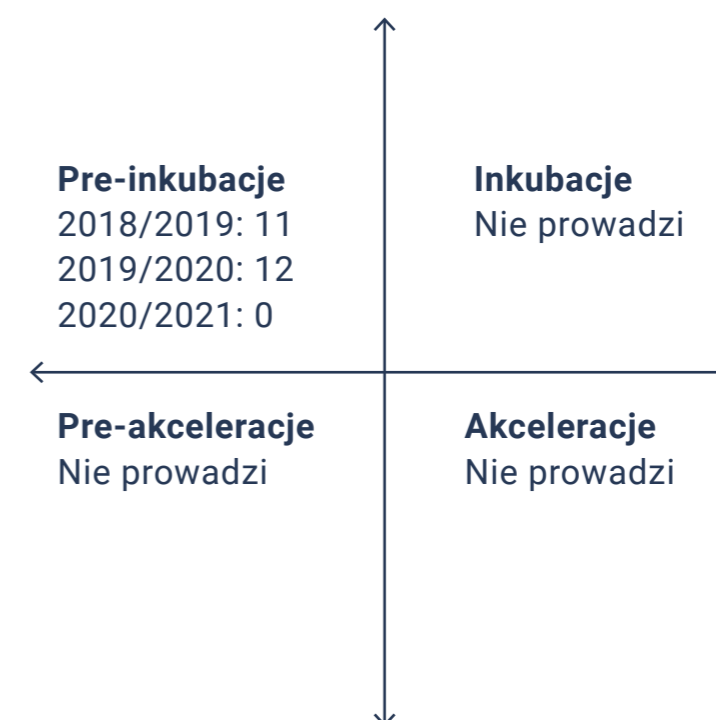 Pre-inkubacje
2018/2019: 11
2019/2020: 12
2020/2021: 0
Inkubacje
Nie prowadzi
Pre-akceleracje
Nie prowadzi
Akceleracje
Nie prowadzi